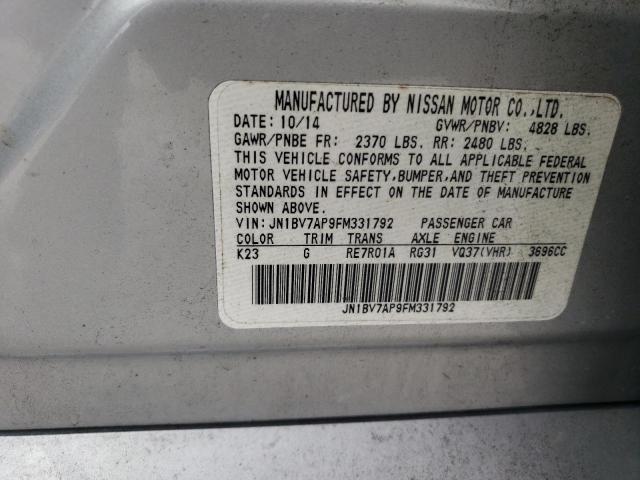 MANUFACTURED BY NISSAN MOTOR CO.,LTD.
DATE: 10/14 GVWR/PNBV: 4828 LBS.
GAWR/PNBE FR: 2370 LBS. RR: 2480 LBS.
THIS VEHICLE CONFORMS TO ALL APPLICABLE FEDERAL
MOTOR VEHICLE SAFETY,BUMPER,AND THEFT PREVENTION
STANDARDS IN EFFECT ON THE DATE OF MANUFACTURE
SHOWN ABOVE.
VIN: JN1BV7AP9FM331792 PASSENGER CAR
COLOR TRIM TRANS AXLE ENGINE
K23 G RE7R01A RG31 VQ37(VHR) 3696CC
JN1BV7AP9FM331792